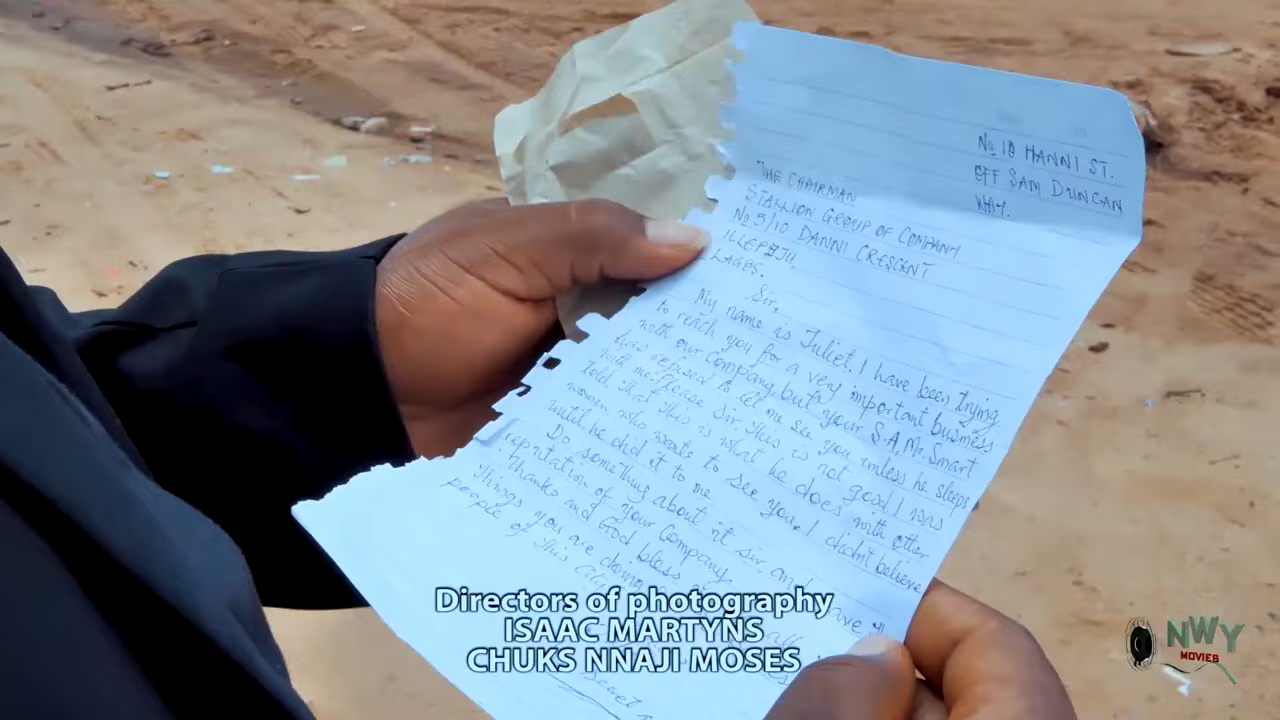 No 18 HANNI ST.
OFF SAM DUNCAN
WAY.
THE CHAIRMAN
STALLION GROUP OF COMPANY
No 9/10 DANNI CRESCENT
ILLEPEJU,
LAGOS.
Sir,
My name is Juliet. I have been trying
to reach you for a very important business
with our Company but your S.A, Mr. Smart
has refused to let me see you unless he sleeps
with me. Please sir this is not good. I was
told that this is what he does with other
women who wants to see you. I didn't believe
until he did it to me
Do something about it sir and save the
reputation of your Company.
Thanks and God bless
things you are doing
people of this city
Directors of photography
ISAAC MARTYNS
CHUKS NNAJI MOSES
NWY
MOVIES